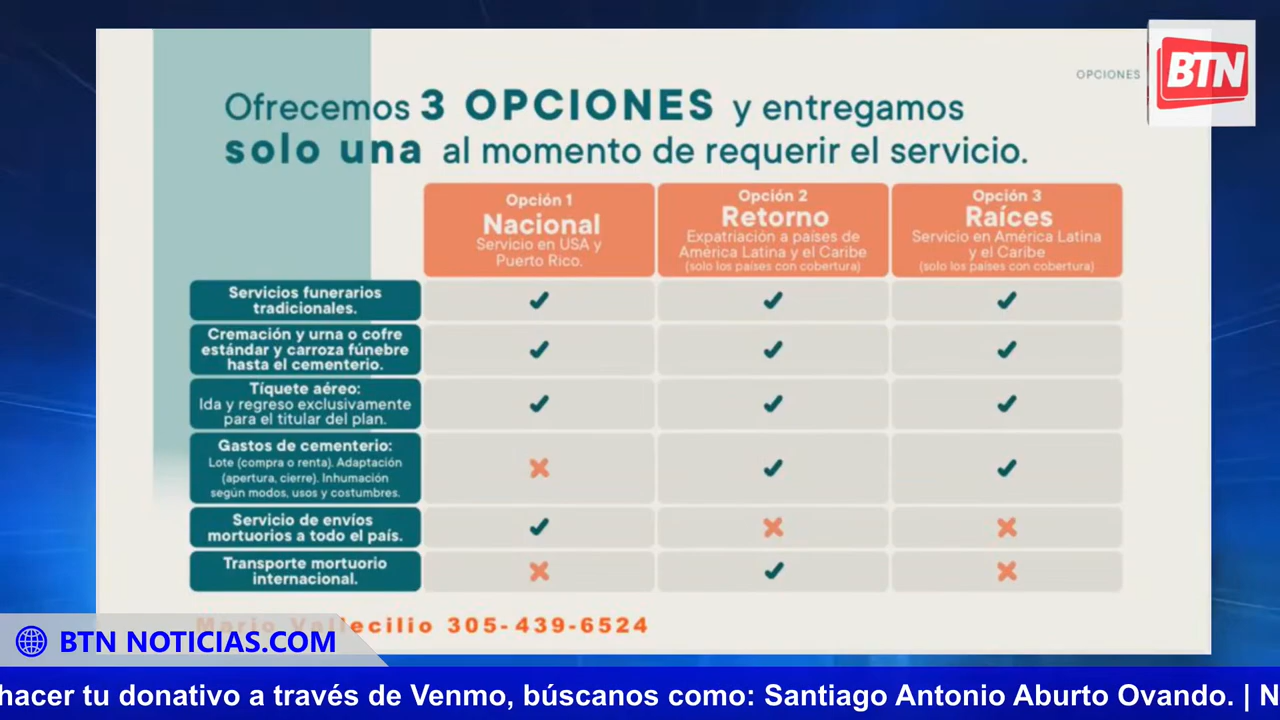 OPCIONES
BTN
Ofrecemos 3 OPCIONES y entregamos
solo una al momento de requerir el servicio.
Opción 1
Nacional
Servicio en USA y
Puerto Rico.
Opción 2
Retorno
Expatriación a países de
América Latina y el Caribe
(solo los países con cobertura)
Opción 3
Raíces
Servicio en América Latina
y el Caribe
(solo los países con cobertura)
Servicios funerarios
tradicionales.
Cremación y urna o cofre
estándar y carroza fúnebre
hasta el cementerio.
Tíquete aéreo:
Ida y regreso exclusivamente
para el titular del plan.
Gastos de cementerio:
Lote (compra o renta). Adaptación
(apertura, cierre). Inhumación
según modos, usos y costumbres.
Servicio de envíos
mortuorios a todo el país.
Transporte mortuorio
internacional.
Mario Vallecilio 305-439-6524
BTN NOTICIAS.COM
hacer tu donativo a través de Venmo, búscanos como: Santiago Antonio Aburto Ovando. | N